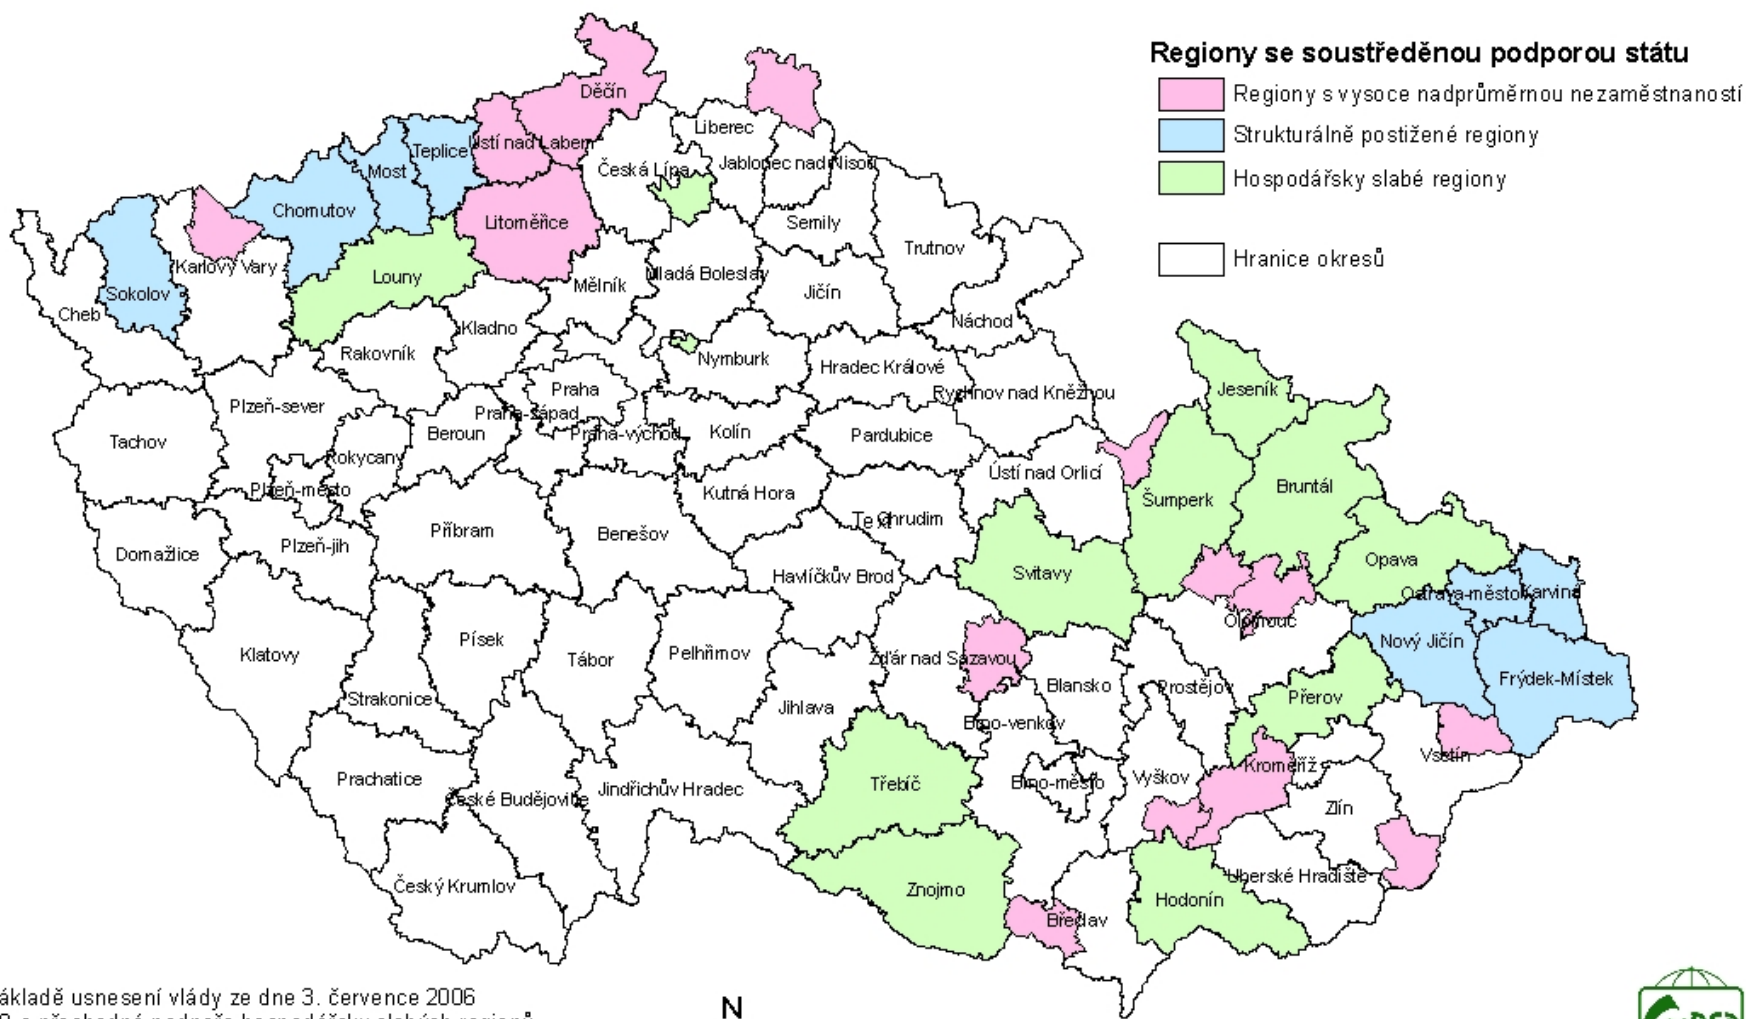 Regiony se soustředěnou podporou státu
Regiony s vysoce nadprůměrnou nezaměstnaností
Strukturálně postižené regiony
Hospodářsky slabé regiony
Hranice okresů
Děčín
Liberec
Ústí nad Labem
Teplice
Jablonec nad Nisou
Česká Lípa
Most
Chomutov
Litoměřice
Semily
Trutnov
Karlovy Vary
Louny
Mladá Boleslav
Mělník
Jičín
Sokolov
Cheb
Kladno
Náchod
Rakovník
Nymburk
Hradec Králové
Praha
Jeseník
Rychnov nad Kněžnou
Plzeň-sever
Praha-západ
Beroun
Praha-východ
Kolín
Pardubice
Tachov
Rokycany
Ústí nad Orlicí
Bruntál
Plzeň-město
Kutná Hora
Šumperk
Text
Chrudim
Příbram
Benešov
Plzeň-jih
Domažlice
Opava
Svitavy
Havlíčkův Brod
Ostrava-město
Karviná
Olomouc
Písek
Nový Jičín
Klatovy
Tábor
Pelhřimov
Žďár nad Sázavou
Frýdek-Místek
Blansko
Prostějov
Strakonice
Přerov
Jihlava
Brno-venkov
Vsetín
Kroměříž
Prachatice
Třebíč
Brno-město
Vyškov
Jindřichův Hradec
České Budějovice
Zlín
Uherské Hradiště
Český Krumlov
Znojmo
Hodonín
Břeclav
ákladě usnesení vlády ze dne 3. července 2006
N